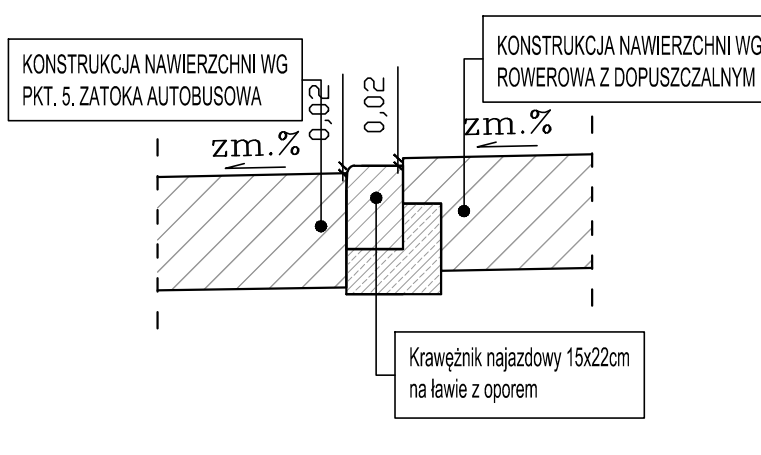 KONSTRUKCJA NAWIERZCHNI WG
PKT. 5. ZATOKA AUTOBUSOWA
KONSTRUKCJA NAWIERZCHNI WG
ROWEROWA Z DOPUSZCZALNYM
0,02
0,02
zm.%
zm.%
Krawężnik najazdowy 15x22cm
na ławie z oporem